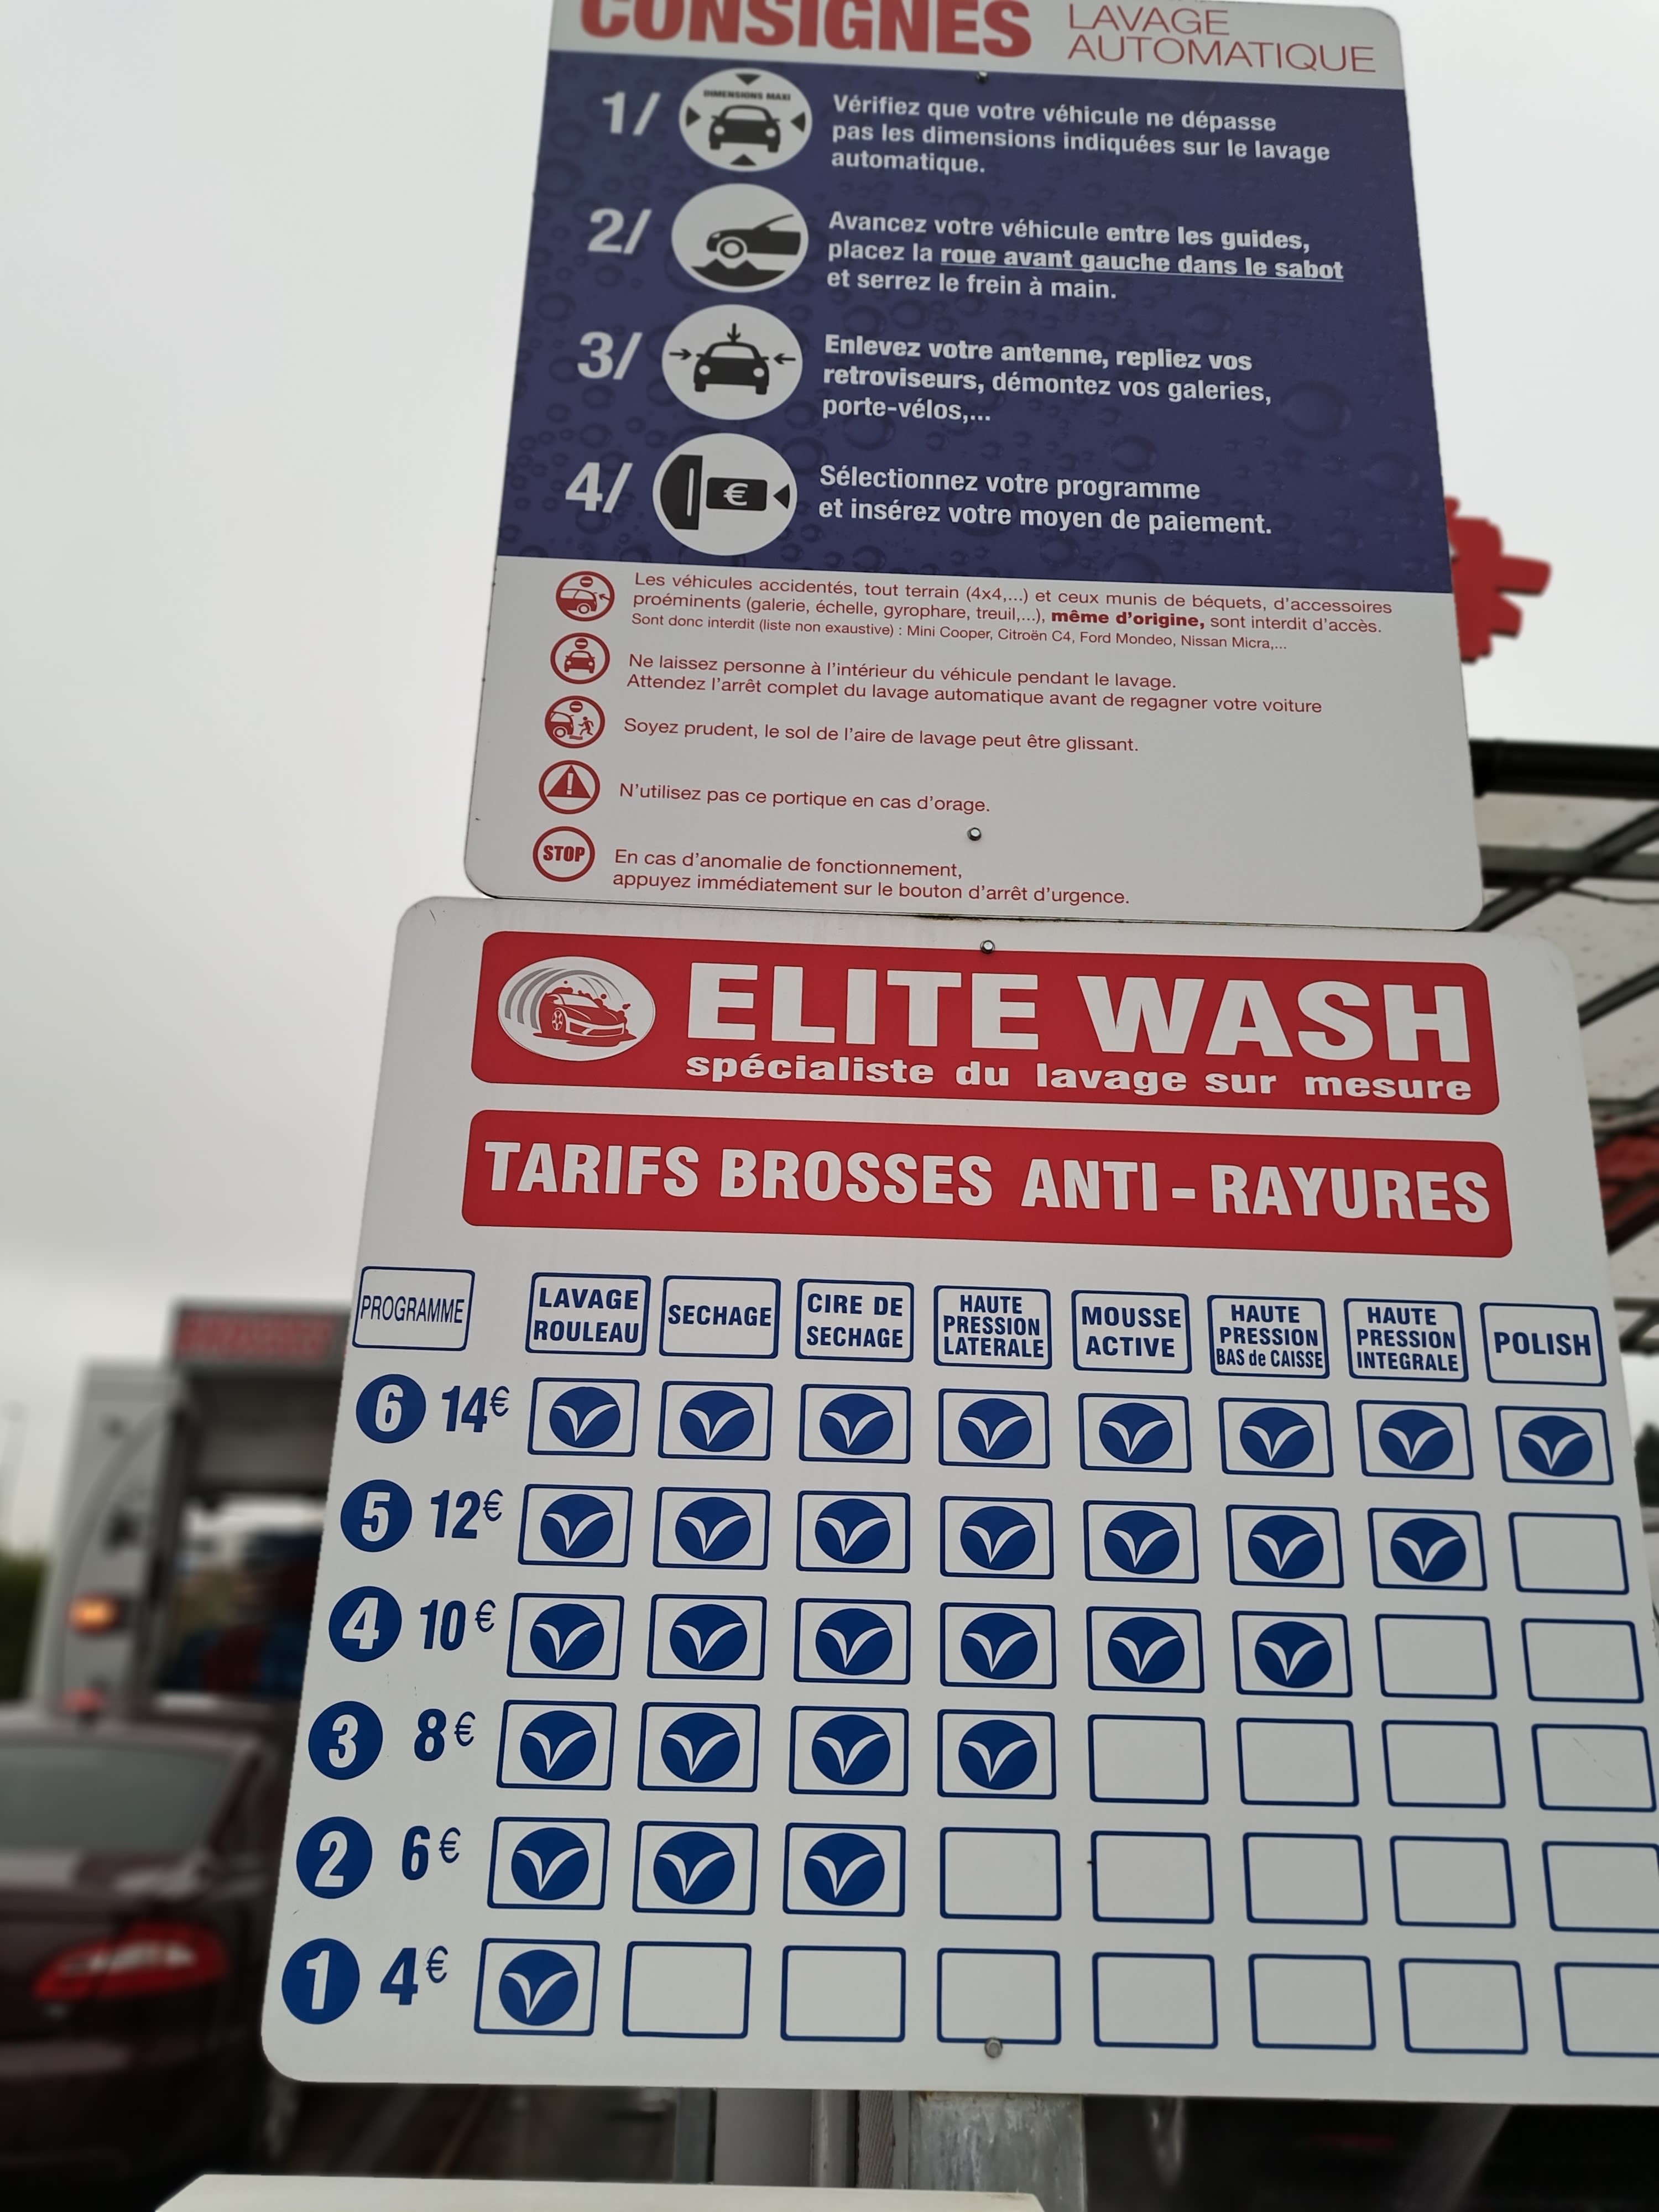 CONSIGNES LAVAGE
AUTOMATIQUE
1/ DIMENSIONS MAXI Vérifiez que votre véhicule ne dépasse
pas les dimensions indiquées sur le lavage
automatique.
2/ Avancez votre véhicule entre les guides,
placez la roue avant gauche dans le sabot
et serrez le frein à main.
3/ Enlevez votre antenne, repliez vos
retroviseurs, démontez vos galeries,
porte-vélos,...
4/ € Sélectionnez votre programme
et insérez votre moyen de paiement.
Les véhicules accidentés, tout terrain (4x4,...) et ceux munis de béquets, d'accessoires
proéminents (galerie, échelle, gyrophare, treuil,...), même d'origine, sont interdit d'accès.
Sont donc interdit (liste non exaustive) : Mini Cooper, Citroën C4, Ford Mondeo, Nissan Micra,...
Ne laissez personne à l'intérieur du véhicule pendant le lavage.
Attendez l'arrêt complet du lavage automatique avant de regagner votre voiture
Soyez prudent, le sol de l'aire de lavage peut être glissant.
N'utilisez pas ce portique en cas d'orage.
STOP En cas d'anomalie de fonctionnement,
appuyez immédiatement sur le bouton d'arrêt d'urgence.
ELITE WASH
spécialiste du lavage sur mesure
TARIFS BROSSES ANTI-RAYURES
PROGRAMME
LAVAGE
ROULEAU
SECHAGE
CIRE DE
SECHAGE
HAUTE
PRESSION
LATERALE
MOUSSE
ACTIVE
HAUTE
PRESSION
BAS de CAISSE
HAUTE
PRESSION
INTEGRALE
POLISH
6 14€
5 12€
4 10€
3 8€
2 6€
1 4€